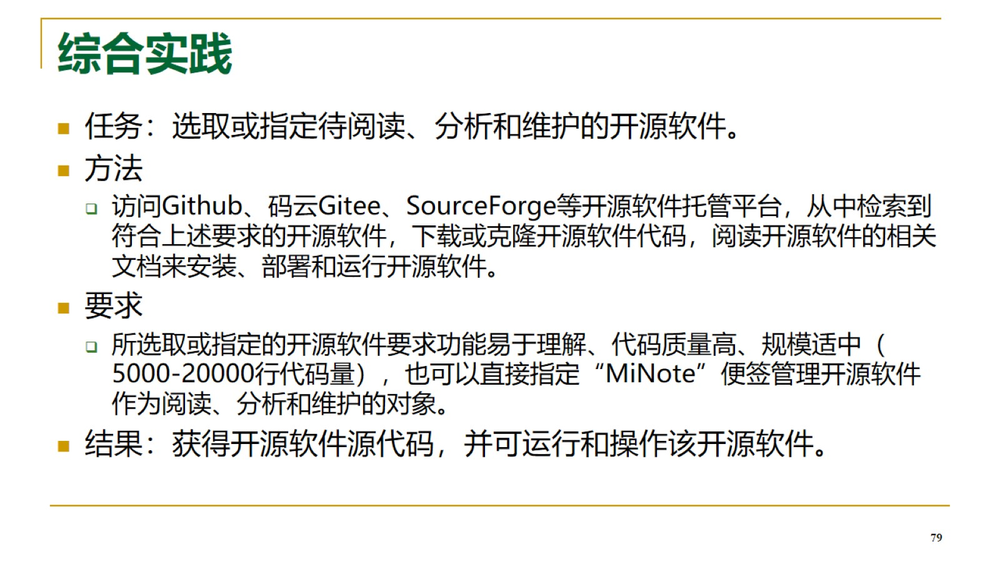 综合实践
任务：选取或指定待阅读、分析和维护的开源软件。
方法
访问Github、码云Gitee、SourceForge等开源软件托管平台，从中检索到
符合上述要求的开源软件，下载或克隆开源软件代码，阅读开源软件的相关
文档来安装、部署和运行开源软件。
要求
所选取或指定的开源软件要求功能易于理解、代码质量高、规模适中（
5000-20000行代码量），也可以直接指定“MiNote”便签管理开源软件
作为阅读、分析和维护的对象。
结果：获得开源软件源代码，并可运行和操作该开源软件。
79